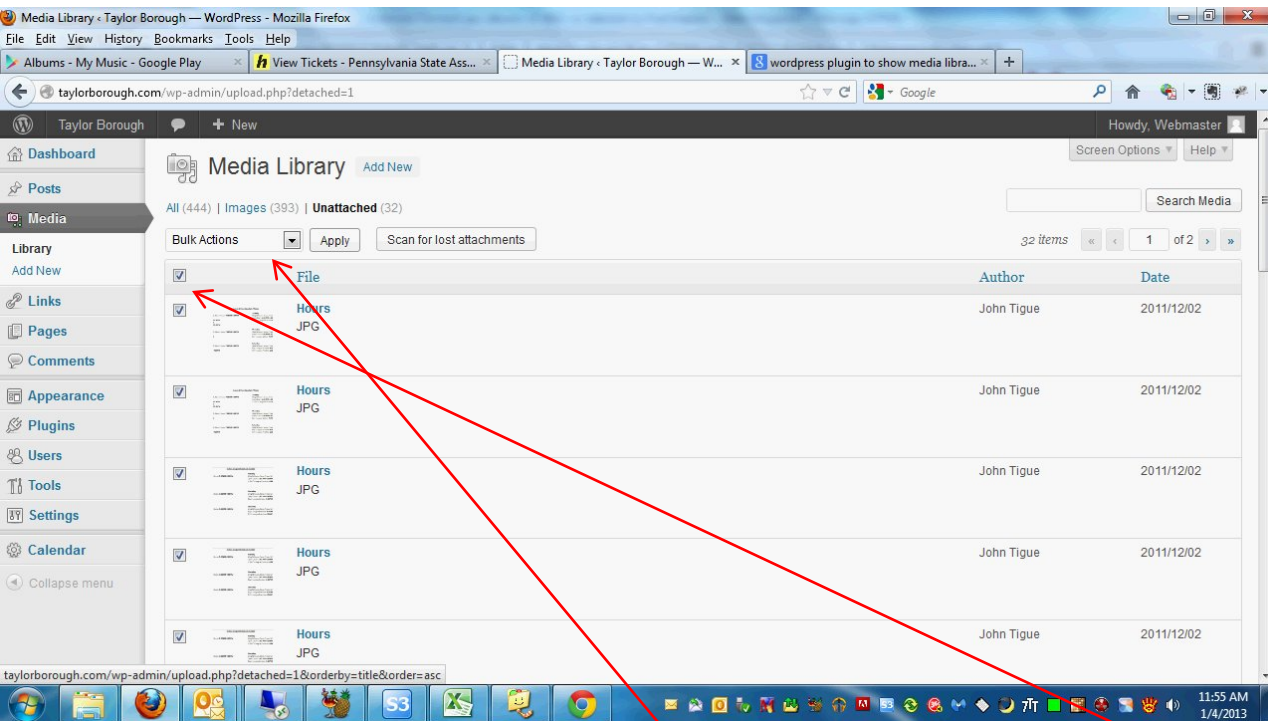 Media Library ‹ Taylor Borough — WordPress - Mozilla Firefox
File Edit View History Bookmarks Tools Help
Albums - My Music - Google Play
View Tickets - Pennsylvania State Ass...
Media Library ‹ Taylor Borough — W...
wordpress plugin to show media libra...
taylorborough.com/wp-admin/upload.php?detached=1
Google
Taylor Borough + New
Howdy, Webmaster
Dashboard
Posts
Media
Library
Add New
Links
Pages
Comments
Appearance
Plugins
Users
Tools
Settings
Calendar
Collapse menu
Screen Options Help
Media Library Add New
All (444) | Images (393) | Unattached (32)
Search Media
Bulk Actions Apply Scan for lost attachments
32 items « ‹ 1 of 2 › »
File Author Date
Hours John Tigue 2011/12/02
JPG
Hours John Tigue 2011/12/02
JPG
Hours John Tigue 2011/12/02
JPG
Hours John Tigue 2011/12/02
JPG
Hours John Tigue 2011/12/02
JPG
taylorborough.com/wp-admin/upload.php?detached=1&orderby=title&order=asc
S3
11:55 AM
1/4/2013